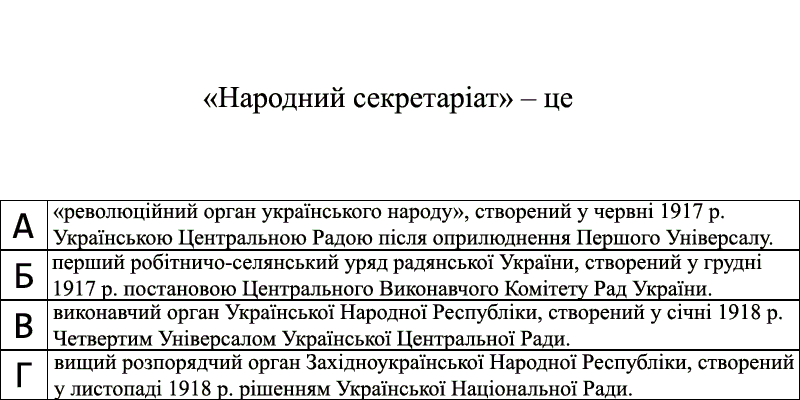 «Народний секретаріат» – це
А
«революційний орган українського народу», створений у червні 1917 р.
Українською Центральною Радою після оприлюднення Першого Універсалу.
Б
перший робітничо-селянський уряд радянської України, створений у грудні
1917 р. постановою Центрального Виконавчого Комітету Рад України.
В
виконавчий орган Української Народної Республіки, створений у січні 1918 р.
Четвертим Універсалом Української Центральної Ради.
Г
вищий розпорядчий орган Західноукраїнської Народної Республіки, створений
у листопаді 1918 р. рішенням Української Національної Ради.